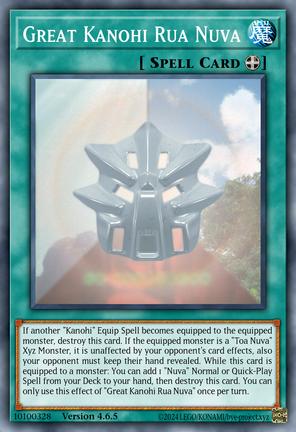 Great Kanohi Rua Nuva
魔
[ Spell Card ]
If another "Kanohi" Equip Spell becomes equipped to the equipped
monster, destroy this card. If the equipped monster is a "Toa Nuva"
Xyz Monster, it is unaffected by your opponent's card effects, also
your opponent must keep their hand revealed. While this card is
equipped to a monster: You can add 1 "Nuva" Normal or Quick-Play
Spell from your Deck to your hand, then destroy this card. You can
only use this effect of "Great Kanohi Rua Nuva" once per turn.
10100328 Version 4.6.5 ©2024 LEGO/KONAMI/bye-project.xyz